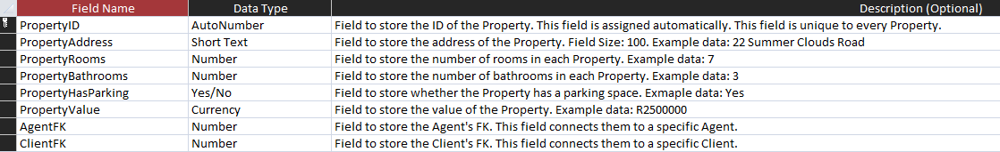 Field Name Data Type Description (Optional)
PropertyID AutoNumber Field to store the ID of the Property. This field is assigned automatically. This field is unique to every Property.
PropertyAddress Short Text Field to store the address of the Property. Field Size: 100. Example data: 22 Summer Clouds Road
PropertyRooms Number Field to store the number of rooms in each Property. Example data: 7
PropertyBathrooms Number Field to store the number of bathrooms in each Property. Example data: 3
PropertyHasParking Yes/No Field to store whether the Property has a parking space. Exmaple data: Yes
PropertyValue Currency Field to store the value of the Property. Example data: R2500000
AgentFK Number Field to store the Agent's FK. This field connects them to a specific Agent.
ClientFK Number Field to store the Client's FK. This field connects them to a specific Client.